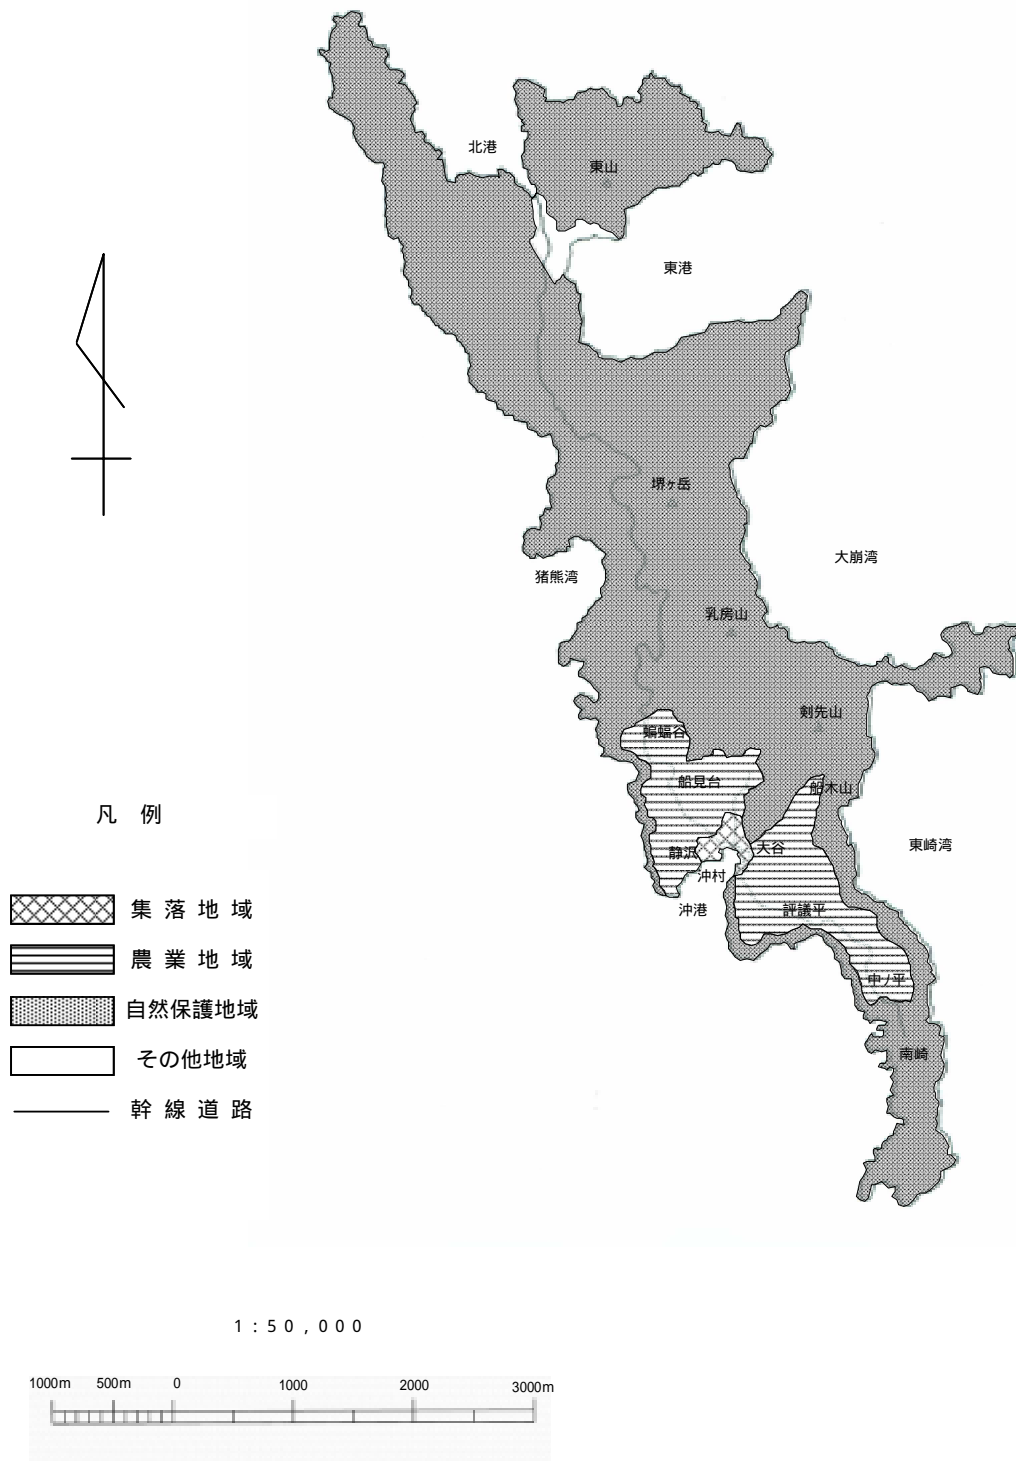 北港
東山
東港
堺ヶ岳
大崩湾
猪熊湾
乳房山
剣先山
蝙蝠谷
船見台
船木山
東崎湾
静沢
大谷
沖村
沖港
評議平
中ノ平
南崎
凡 例
集落地域
農業地域
自然保護地域
その他地域
幹線道路
1:50,000
1000m 500m 0 1000 2000 3000m